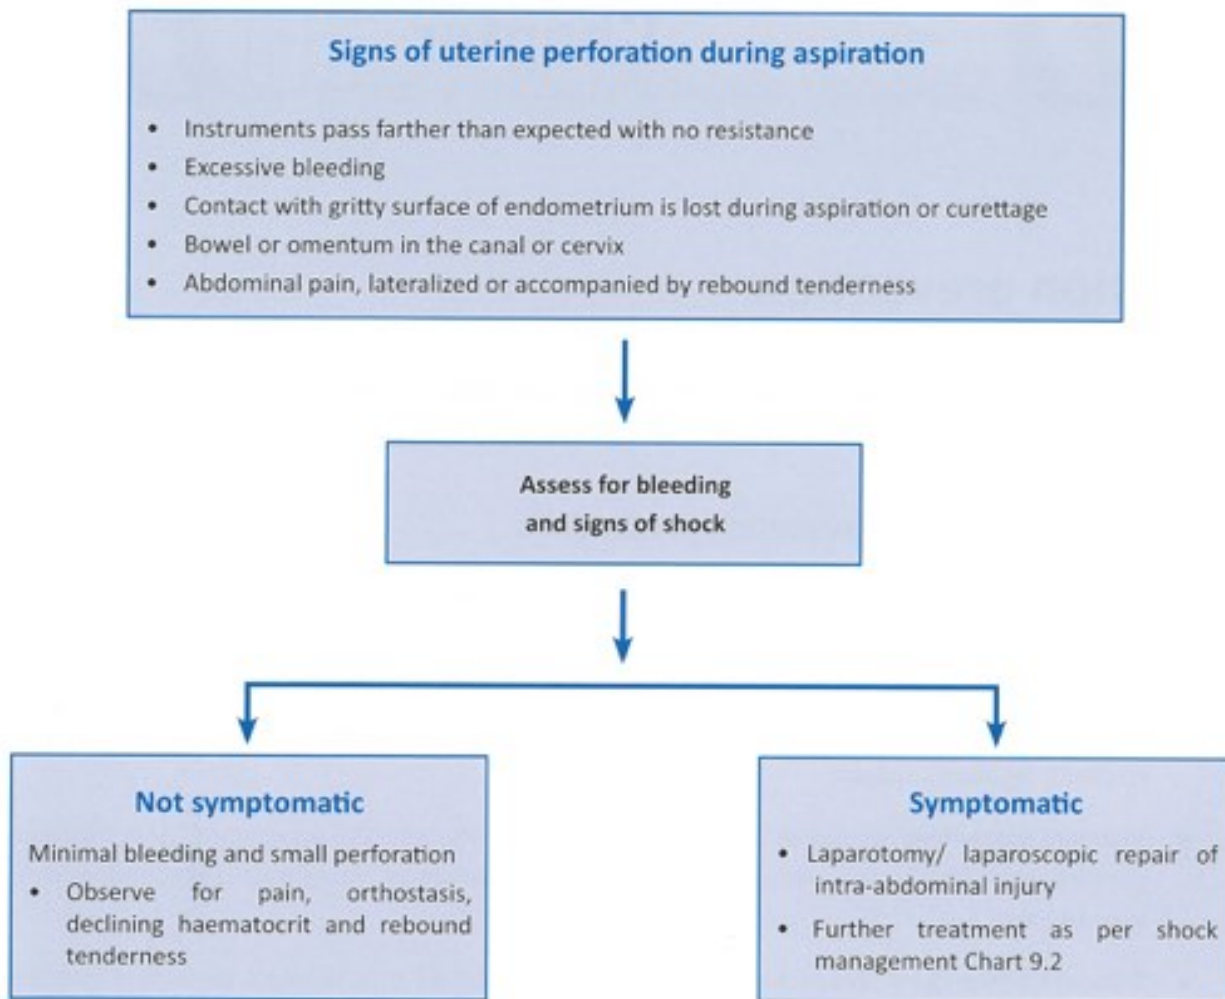 Signs of uterine perforation during aspiration
• Instruments pass farther than expected with no resistance
• Excessive bleeding
• Contact with gritty surface of endometrium is lost during aspiration or curettage
• Bowel or omentum in the canal or cervix
• Abdominal pain, lateralized or accompanied by rebound tenderness
Assess for bleeding
and signs of shock
Not symptomatic
Minimal bleeding and small perforation
• Observe for pain, orthostasis,
declining haematocrit and rebound
tenderness
Symptomatic
• Laparotomy/ laparoscopic repair of
intra-abdominal injury
• Further treatment as per shock
management Chart 9.2